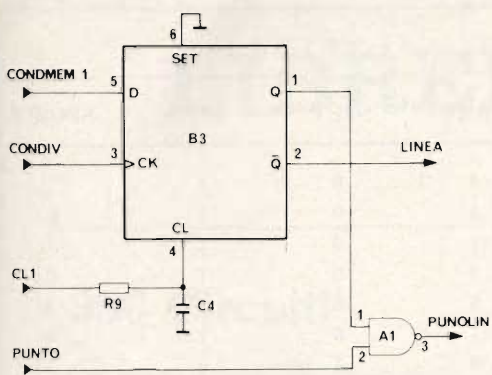 6
SET
CONDMEM 1
5
D
Q
1
B3
CONDIV
3
CK
Q̄
2
LINEA
CL
4
CL1
R9
C4
1
A1
3
PUNOLIN
2
PUNTO